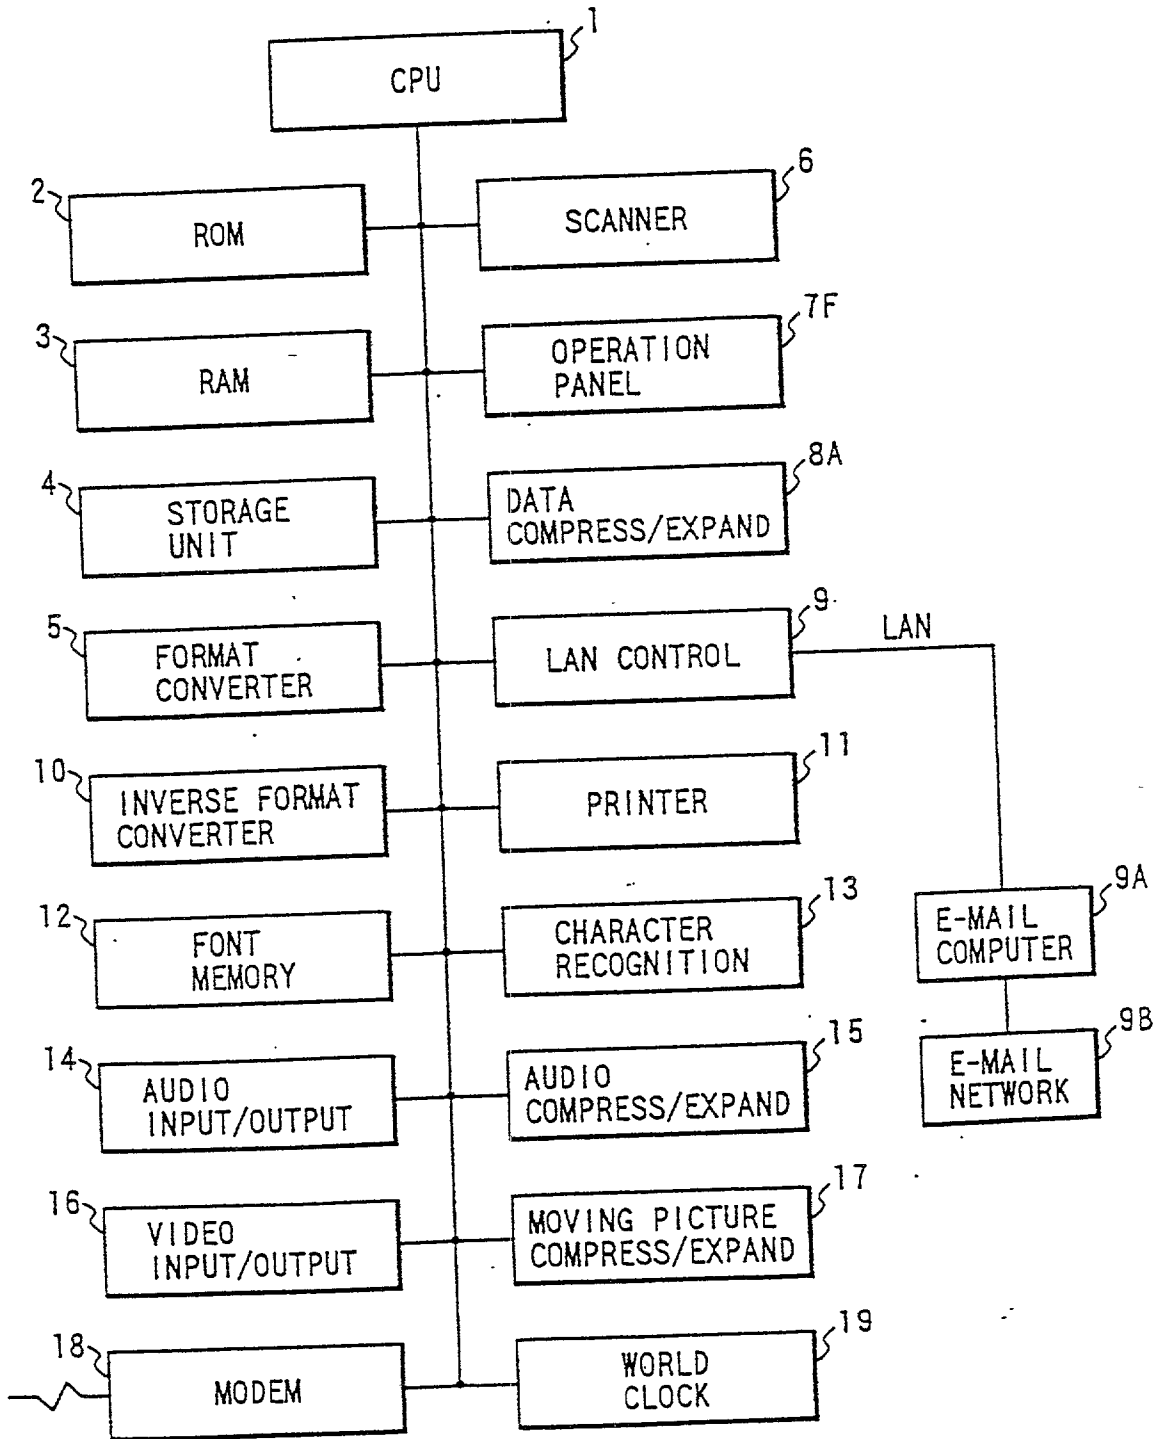 1
CPU
2
ROM
6
SCANNER
3
RAM
7F
OPERATION
PANEL
4
STORAGE
UNIT
8A
DATA
COMPRESS/EXPAND
5
FORMAT
CONVERTER
9
LAN CONTROL
LAN
10
INVERSE FORMAT
CONVERTER
11
PRINTER
12
FONT
MEMORY
13
CHARACTER
RECOGNITION
9A
E-MAIL
COMPUTER
14
AUDIO
INPUT/OUTPUT
15
AUDIO
COMPRESS/EXPAND
9B
E-MAIL
NETWORK
16
VIDEO
INPUT/OUTPUT
17
MOVING PICTURE
COMPRESS/EXPAND
18
MODEM
19
WORLD
CLOCK